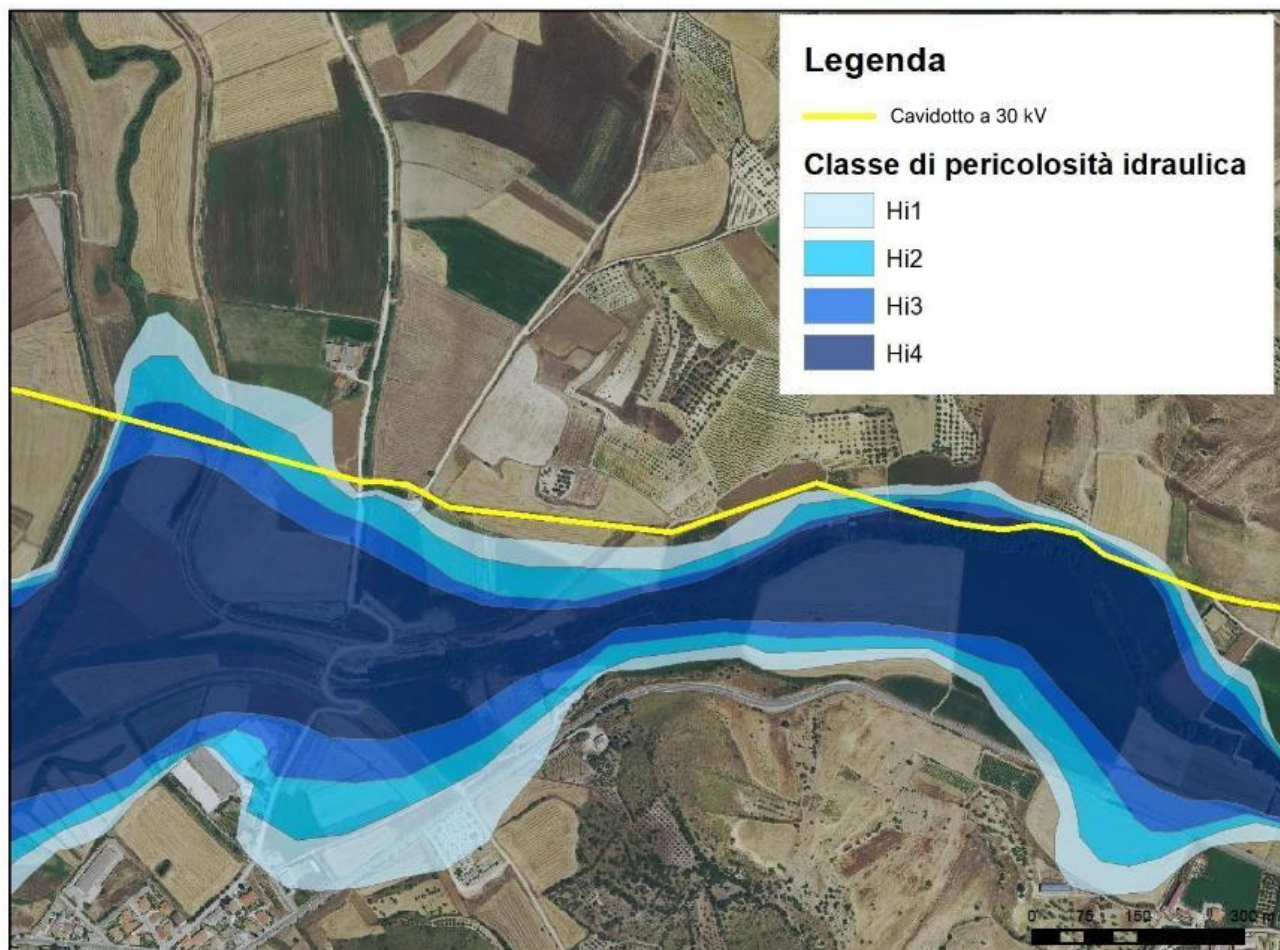 Legenda
Cavidotto a 30 kV
Classe di pericolosità idraulica
Hi1
Hi2
Hi3
Hi4
0 75 150 300 m